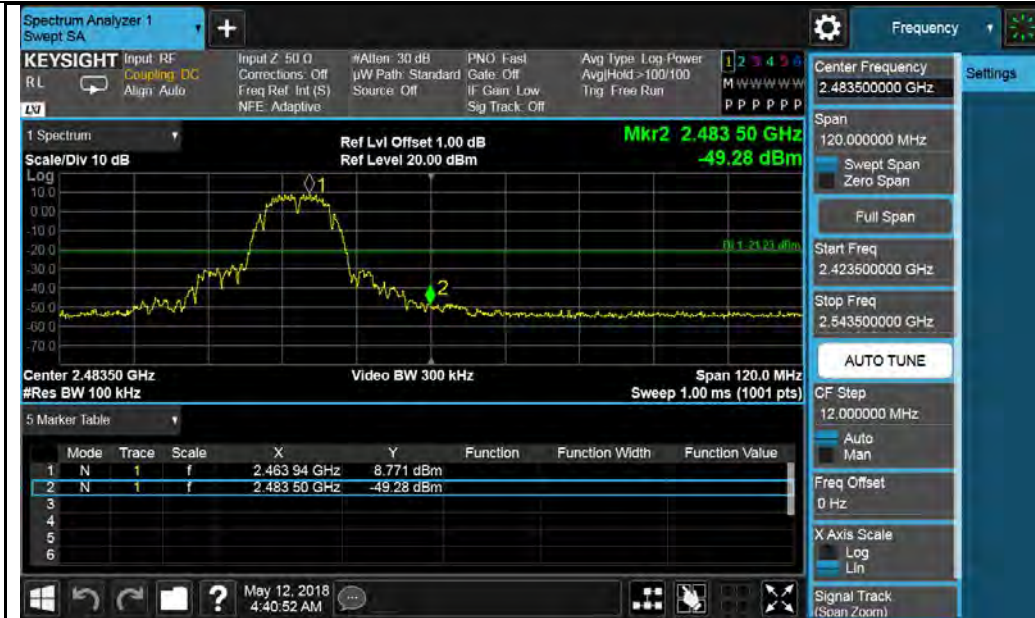 Spectrum Analyzer 1
Swept SA
+
Frequency
KEYSIGHT
RL
LXI
Input: RF
Coupling: DC
Align: Auto
Input Z: 50 Ω
Corrections: Off
Freq Ref: Int (S)
NFE: Adaptive
#Atten: 30 dB
µW Path: Standard
Source: Off
PNO: Fast
Gate: Off
IF Gain: Low
Sig Track: Off
Avg Type: Log-Power
Avg|Hold:>100/100
Trig: Free Run
1 2 3 4 5 6
M W W W W W
P P P P P P
Center Frequency
2.483500000 GHz
Settings
Span
120.000000 MHz
Swept Span
Zero Span
Full Span
Start Freq
2.423500000 GHz
Stop Freq
2.543500000 GHz
AUTO TUNE
CF Step
12.000000 MHz
Auto
Man
Freq Offset
0 Hz
X Axis Scale
Log
Lin
Signal Track
(Span Zoom)
1 Spectrum
Scale/Div 10 dB
Ref Lvl Offset 1.00 dB
Ref Level 20.00 dBm
Mkr2 2.483 50 GHz
-49.28 dBm
Log
10.0
0.00
-10.0
-20.0
-30.0
-40.0
-50.0
-60.0
-70.0
1
2
DL1 -21.23 dBm
Center 2.48350 GHz
#Res BW 100 kHz
Video BW 300 kHz
Span 120.0 MHz
Sweep 1.00 ms (1001 pts)
5 Marker Table
Mode Trace Scale X Y Function Function Width Function Value
1 N 1 f 2.463 94 GHz 8.771 dBm
2 N 1 f 2.483 50 GHz -49.28 dBm
3
4
5
6
?
May 12, 2018
4:40:52 AM